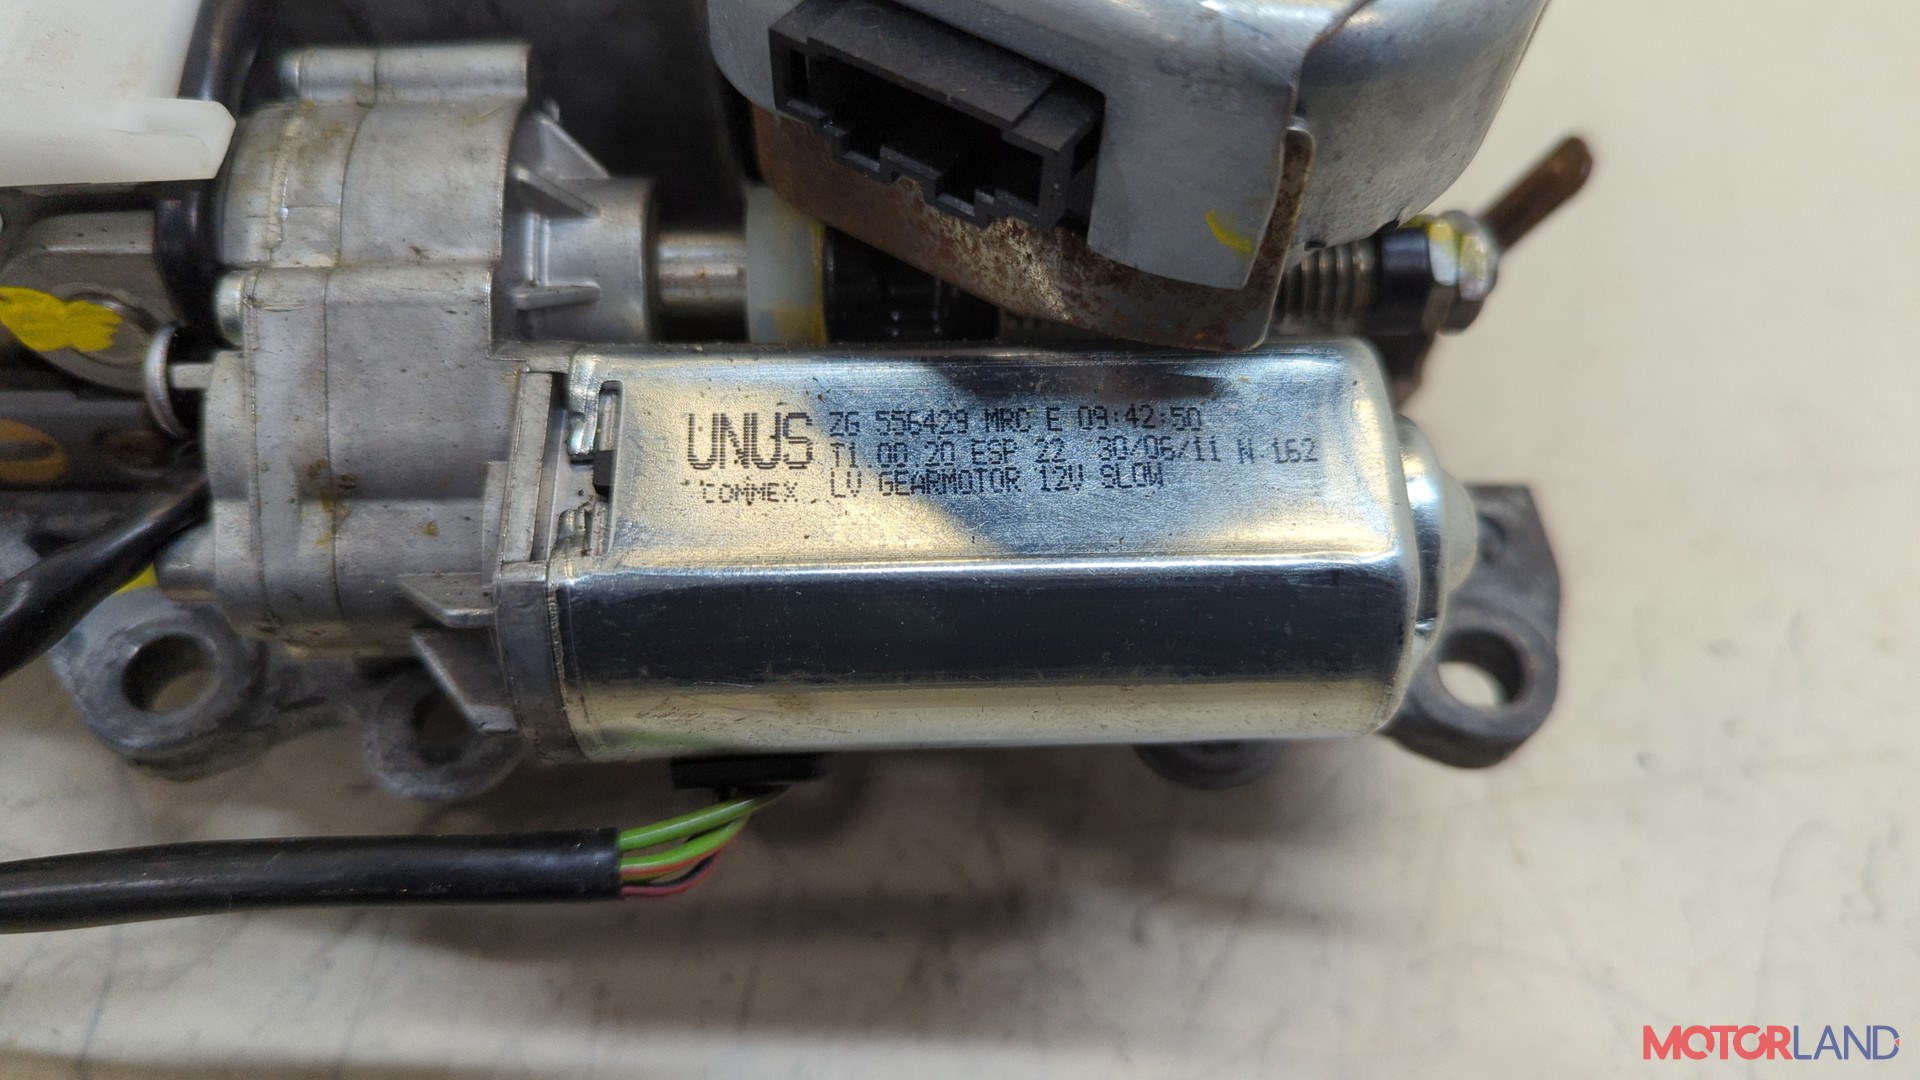 UNUS ZG 556429 MRC E 09:42:50
T1 00.20 ESP 22 30/06/11 N 162
COMMEX LV GEARMOTOR 12V SLOW
MOTORLAND